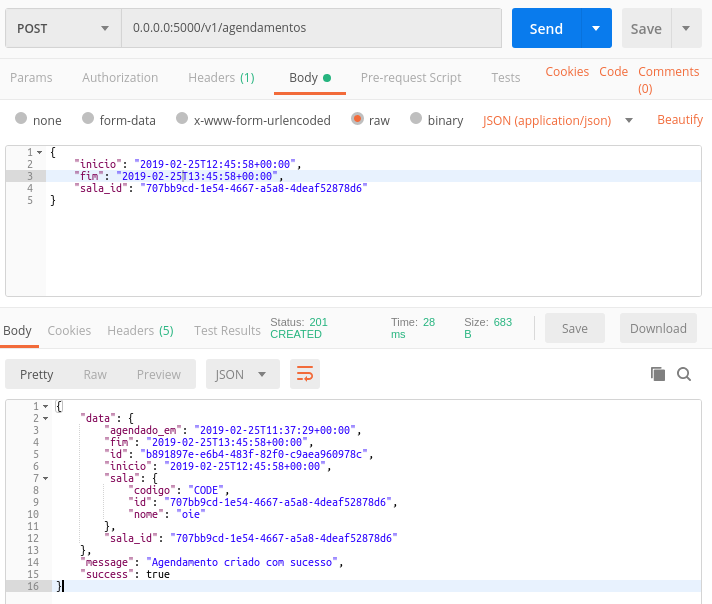 POST 0.0.0.0:5000/v1/agendamentos Send Save
Params Authorization Headers (1) Body Pre-request Script Tests Cookies Code Comments (0)
none form-data x-www-form-urlencoded raw binary JSON (application/json) Beautify
1 {
2 "inicio": "2019-02-25T12:45:58+00:00",
3 "fim": "2019-02-25T13:45:58+00:00",
4 "sala_id": "707bb9cd-1e54-4667-a5a8-4deaf52878d6"
5 }
Body Cookies Headers (5) Test Results Status: 201 CREATED Time: 28 ms Size: 683 B Save Download
Pretty Raw Preview JSON
1 {
2 "data": {
3 "agendado_em": "2019-02-25T11:37:29+00:00",
4 "fim": "2019-02-25T13:45:58+00:00",
5 "id": "b891897e-e6b4-483f-82f0-c9aea960978c",
6 "inicio": "2019-02-25T12:45:58+00:00",
7 "sala": {
8 "codigo": "CODE",
9 "id": "707bb9cd-1e54-4667-a5a8-4deaf52878d6",
10 "nome": "oie"
11 },
12 "sala_id": "707bb9cd-1e54-4667-a5a8-4deaf52878d6"
13 },
14 "message": "Agendamento criado com sucesso",
15 "success": true
16 }